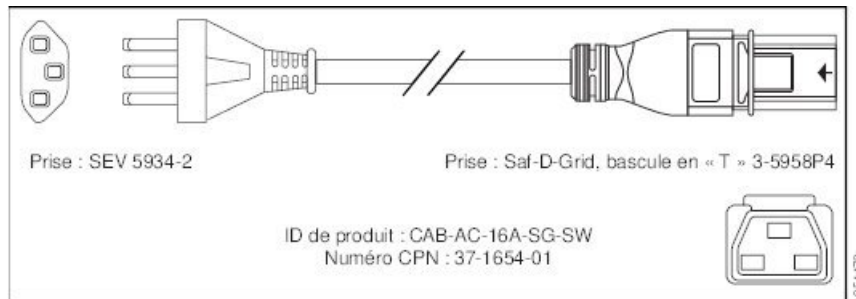 Prise : SEV 5934-2
Prise : Saf-D-Grid, bascule en « T » 3-5958P4
ID de produit : CAB-AC-16A-SG-SW
Numéro CPN : 37-1654-01